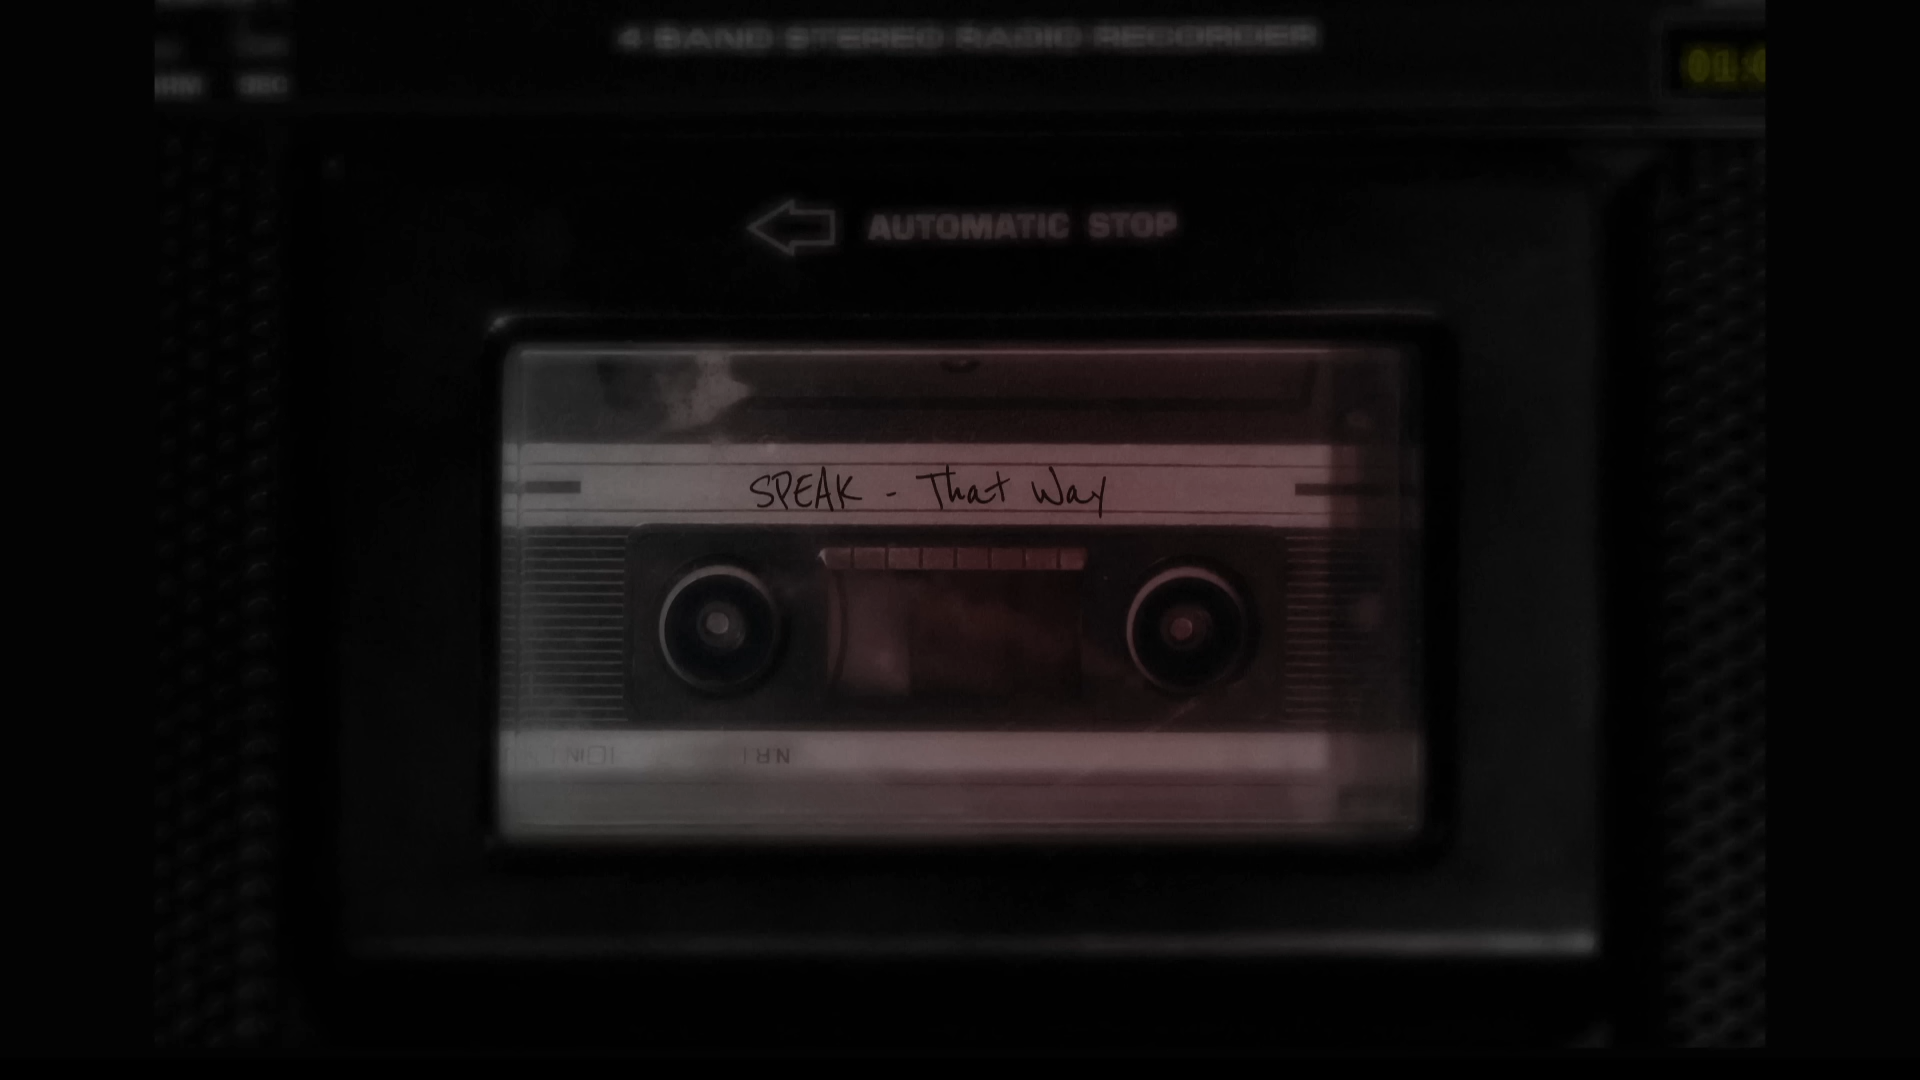 4 BAND STEREO RADIO RECORDER
AUTOMATIC STOP
SPEAK - That Way
N.R.